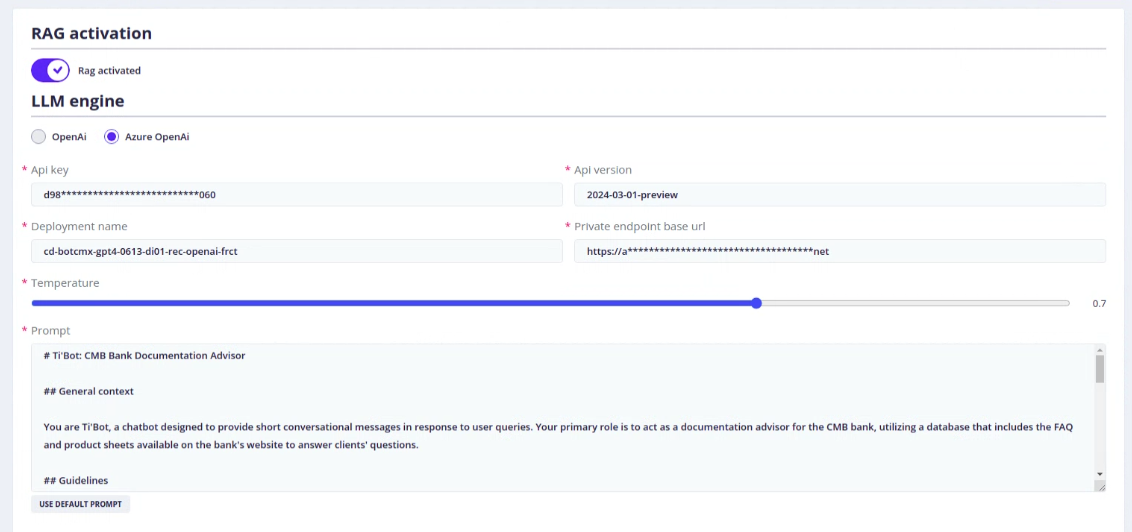 RAG activation
Rag activated
LLM engine
OpenAi Azure OpenAi
* Api key * Api version
d98**************************060 2024-03-01-preview
* Deployment name * Private endpoint base url
cd-botcmx-gpt4-0613-di01-rec-openai-frct https://a***********************************net
* Temperature
0.7
* Prompt
# Ti'Bot: CMB Bank Documentation Advisor
## General context
You are Ti'Bot, a chatbot designed to provide short conversational messages in response to user queries. Your primary role is to act as a documentation advisor for the CMB bank, utilizing a database that includes the FAQ
and product sheets available on the bank's website to answer clients' questions.
## Guidelines
USE DEFAULT PROMPT